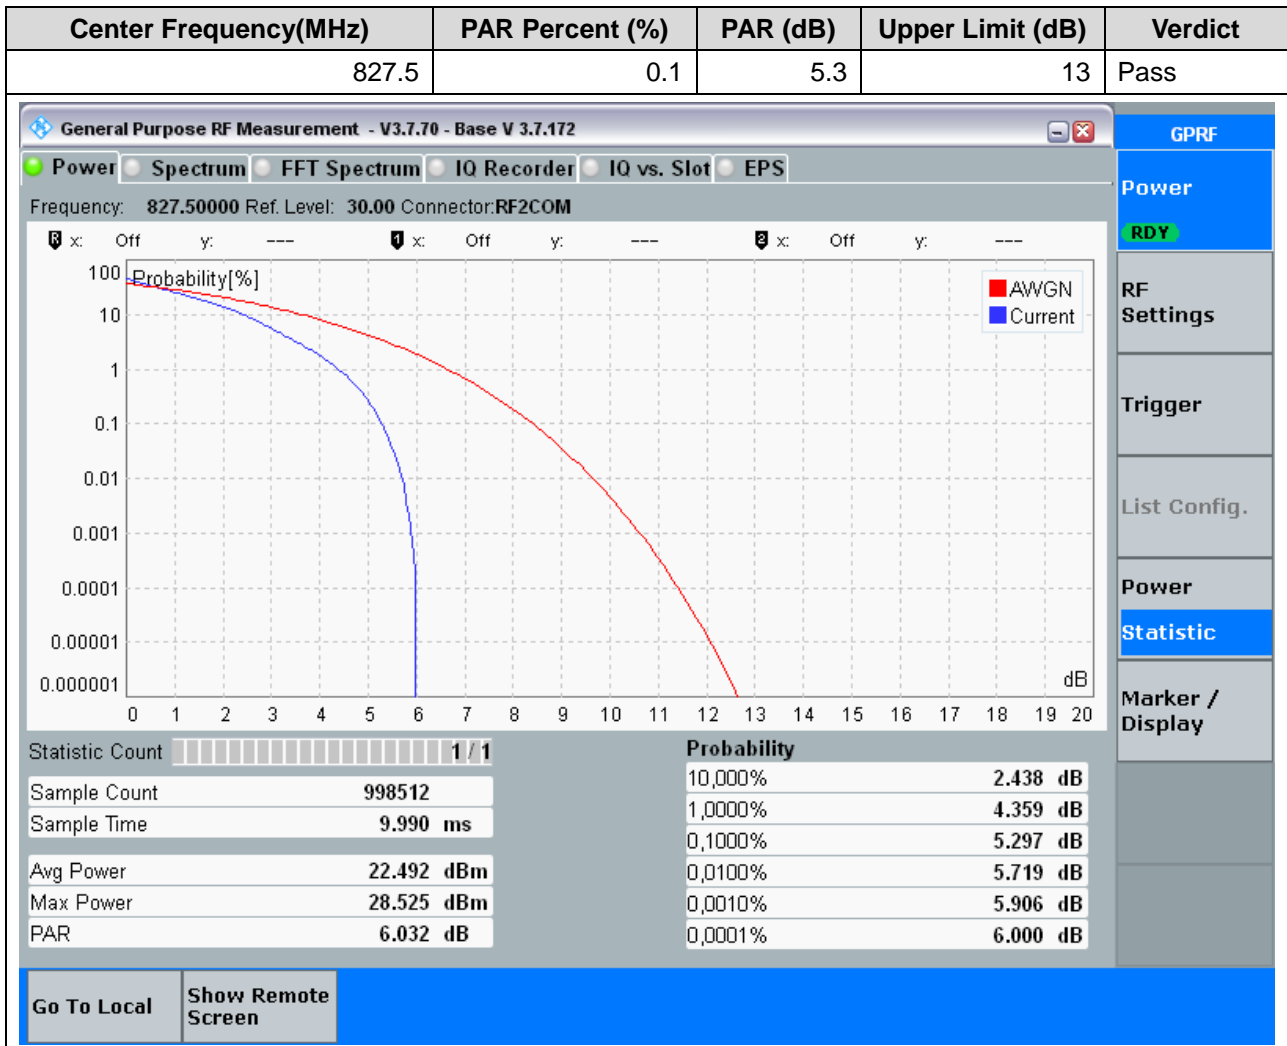 Center Frequency(MHz) PAR Percent (%) PAR (dB) Upper Limit (dB) Verdict
827.5 0.1 5.3 13 Pass
General Purpose RF Measurement - V3.7.70 - Base V 3.7.172
GPRF
Power Spectrum FFT Spectrum IQ Recorder IQ vs. Slot EPS
Frequency: 827.50000 Ref. Level: 30.00 Connector:RF2COM
R x: Off y: --- 1 x: Off y: --- 2 x: Off y: ---
Probability[%]
100
10
1
0.1
0.01
0.001
0.0001
0.00001
0.000001
AWGN
Current
dB
0 1 2 3 4 5 6 7 8 9 10 11 12 13 14 15 16 17 18 19 20
Statistic Count 1 / 1
Sample Count 998512
Sample Time 9.990 ms
Avg Power 22.492 dBm
Max Power 28.525 dBm
PAR 6.032 dB
Probability
10,000% 2.438 dB
1,0000% 4.359 dB
0,1000% 5.297 dB
0,0100% 5.719 dB
0,0010% 5.906 dB
0,0001% 6.000 dB
Power
RDY
RF
Settings
Trigger
List Config.
Power
Statistic
Marker /
Display
Go To Local
Show Remote
Screen